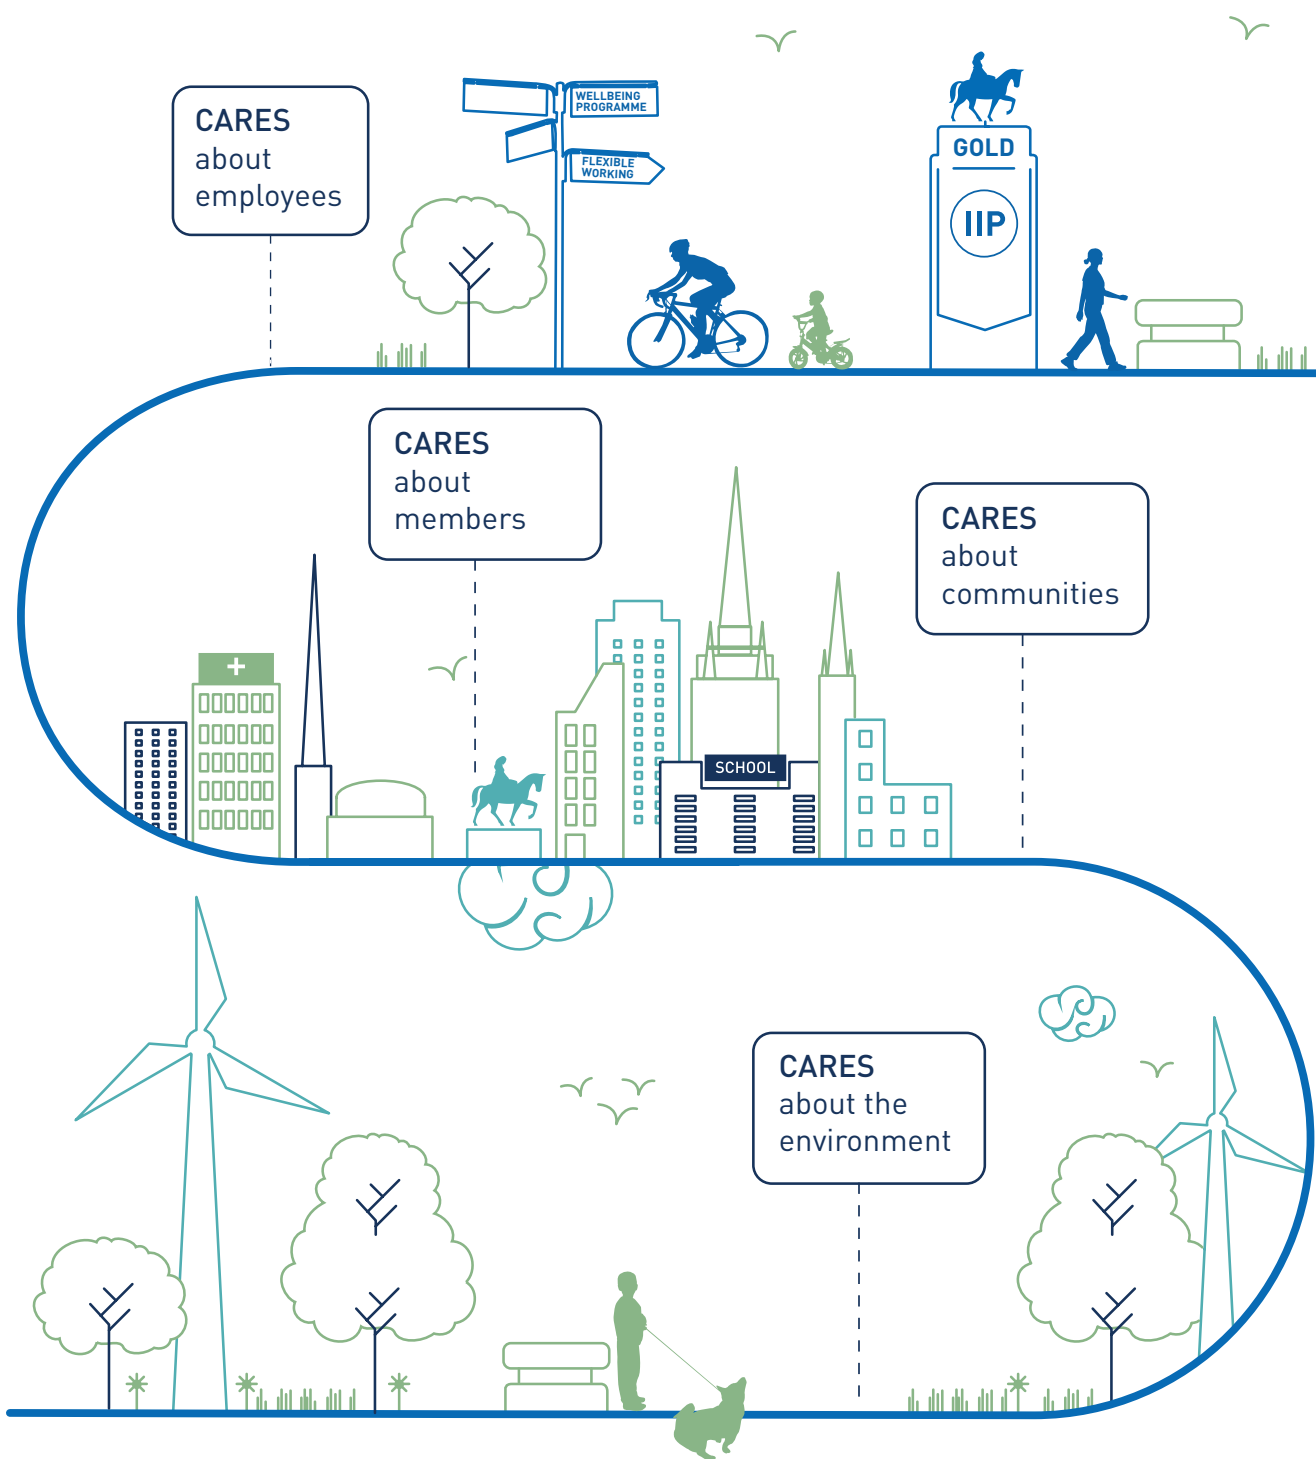 CARES
about
employees
WELLBEING
PROGRAMME
FLEXIBLE
WORKING
GOLD
IIP
CARES
about
members
CARES
about
communities
SCHOOL
CARES
about the
environment